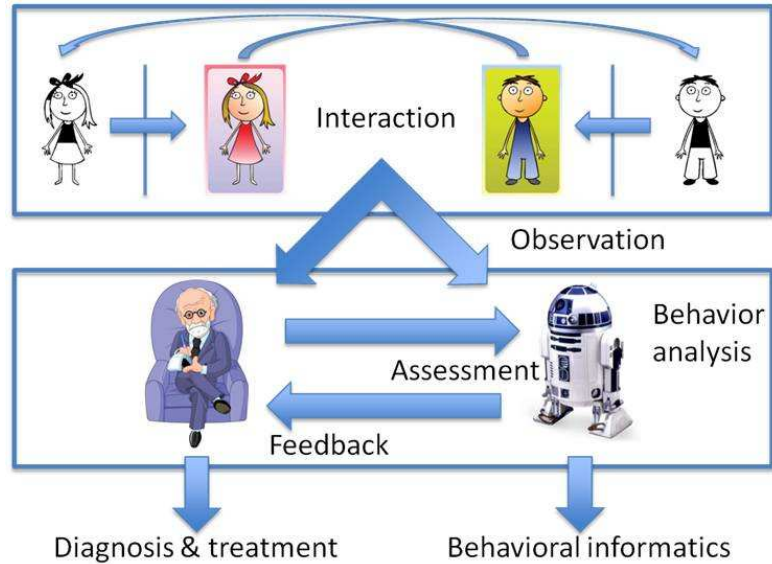 Interaction
Observation
Behavior
analysis
Assessment
Feedback
Diagnosis & treatment
Behavioral informatics